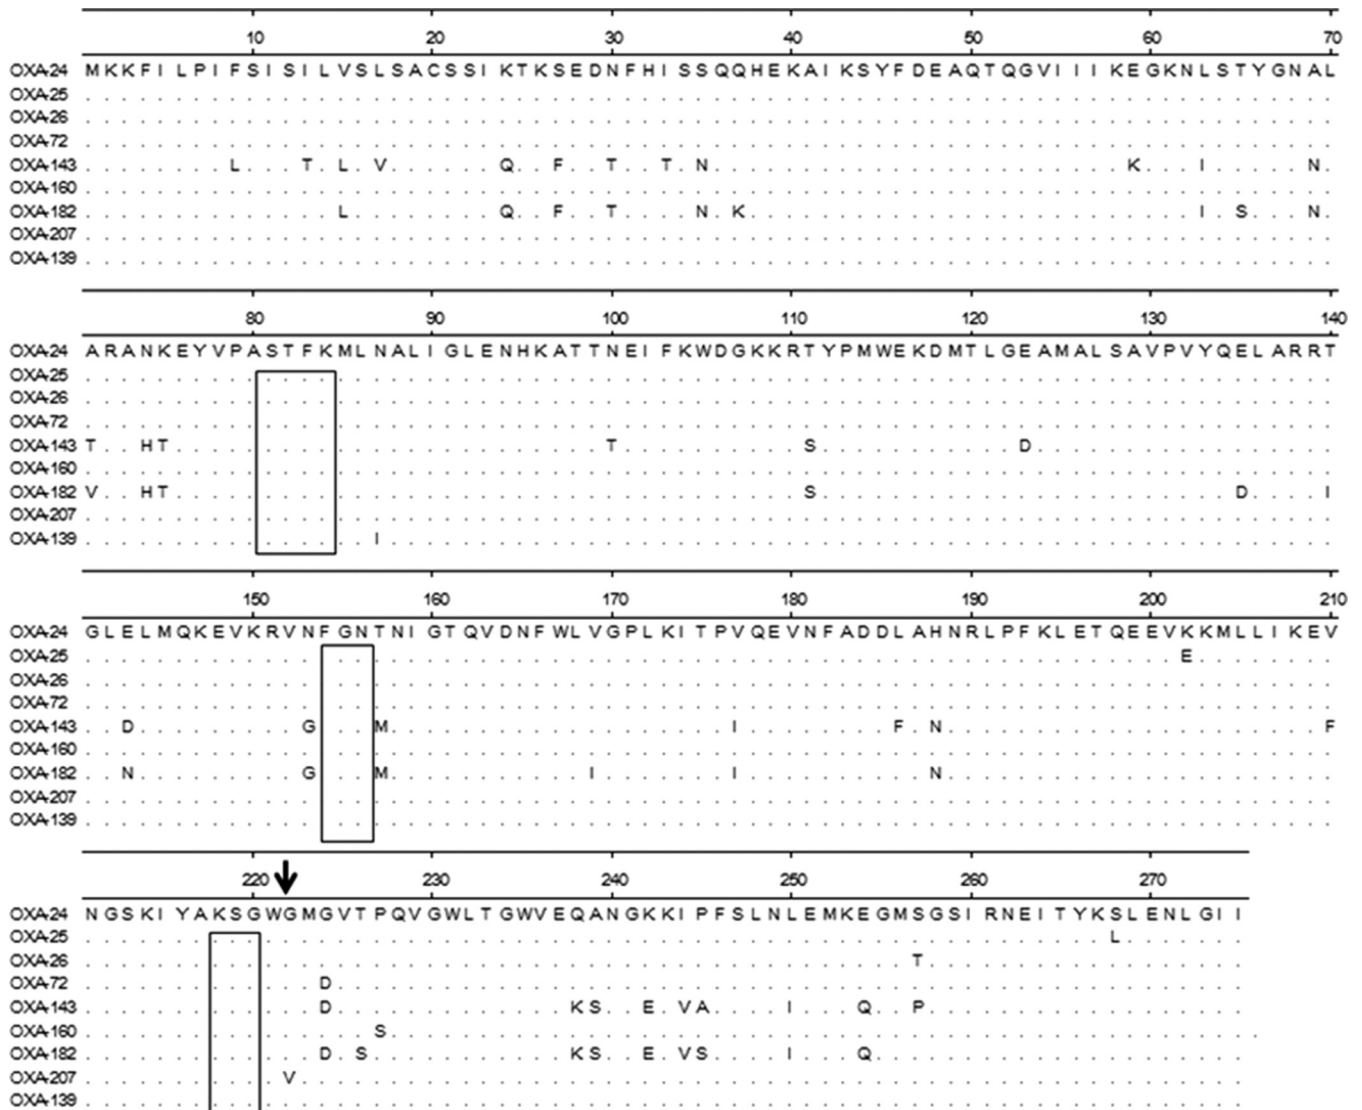 10 20 30 40 50 60 70
OXA-24 MKKFILPIFSISILVSLSACSSIKTKSEDNFHISSQQHEKAIKSYFDEAQTQGVIIIKEGKNLSTYGNAL
OXA-25 ......................................................................
OXA-26 ......................................................................
OXA-72 ......................................................................
OXA-143 ........L...T.L.V......Q..F..T..T.N.......................K...I.....N.
OXA-160 ......................................................................
OXA-182 ..............L........Q..F..T....N.K.........................I.S...N.
OXA-207 ......................................................................
OXA-139 ......................................................................
80 90 100 110 120 130 140
OXA-24 ARANKEYVPASTFKMLNALIGLENHKATTNEIFKWDGKKRTYPMWEKDMTLGEAMALSAVPVYQELARRT
OXA-25 ......................................................................
OXA-26 ......................................................................
OXA-72 ......................................................................
OXA-143 T..HT........................T..........S...........D.................
OXA-160 ......................................................................
OXA-182 V..HT...................................S.......................D....I
OXA-207 ......................................................................
OXA-139 ................I.....................................................
150 160 170 180 190 200 210
OXA-24 GLELMQKEVKRVNFGNTNIGTQVDNFWLVGPLKITPVQEVNFADDLAHNRLPFKLETQEEVKKMLLIKEV
OXA-25 .............................................................E........
OXA-26 ......................................................................
OXA-72 ......................................................................
OXA-143 ..D.........G...M...................I........F.N.....................F
OXA-160 ......................................................................
OXA-182 ..N.........G...M...........I.......I..........N......................
OXA-207 ......................................................................
OXA-139 ......................................................................
220 230 240 250 260 270
OXA-24 NGSKIYAKSGWGMGVTPQVGWLTGWVEQANGKKIPFSLNLEMKEGMSGSIRNEITYKSLENLGII
OXA-25 .........................................................L.......
OXA-26 ..............................................T..................
OXA-72 .............D...................................................
OXA-143 .............D.............KS..E.VA....I...Q..P..................
OXA-160 ................S................................................
OXA-182 .............D.S...........KS..E.VS....I...Q.....................
OXA-207 ...........V.....................................................
OXA-139 .................................................................